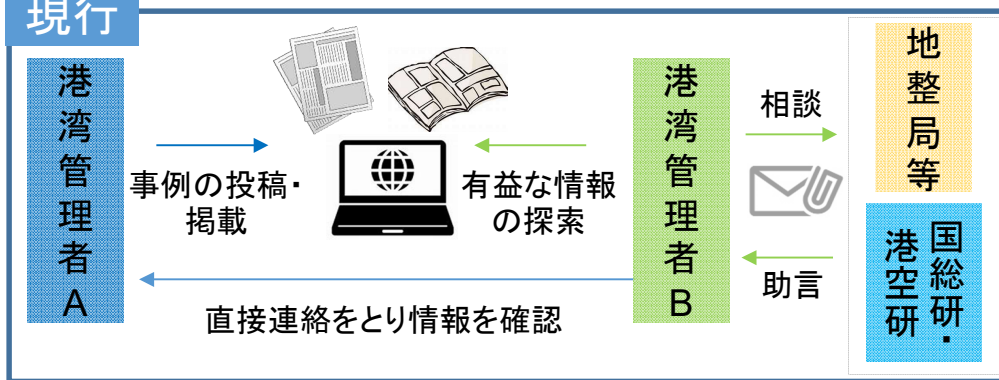 現行
港湾管理者A
事例の投稿・
掲載
有益な情報
の探索
直接連絡をとり情報を確認
港湾管理者B
相談
助言
地整局等
国総研・
港空研